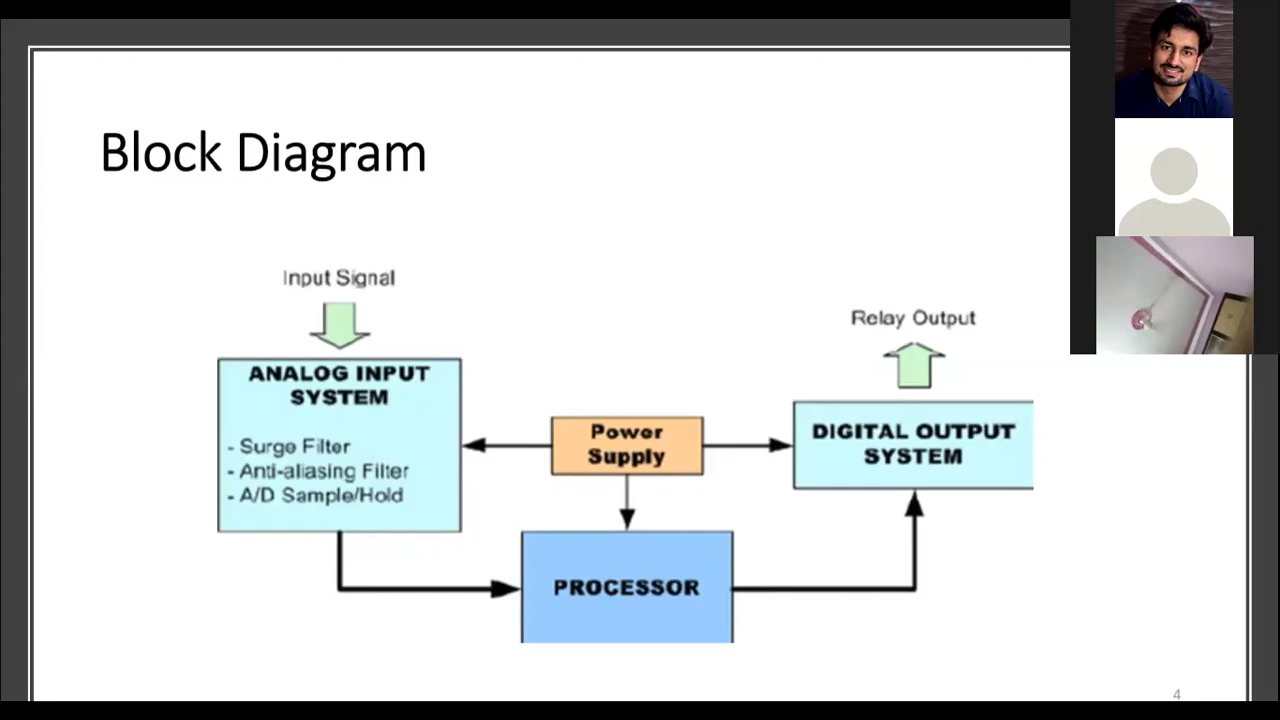 Block Diagram
Input Signal
Relay Output
ANALOG INPUT
SYSTEM
- Surge Filter
- Anti-aliasing Filter
- A/D Sample/Hold
Power
Supply
DIGITAL OUTPUT
SYSTEM
PROCESSOR
4